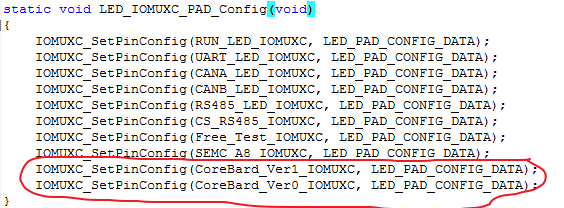 static void LED_IOMUXC_PAD_Config(void)
{
IOMUXC_SetPinConfig(RUN_LED_IOMUXC, LED_PAD_CONFIG_DATA);
IOMUXC_SetPinConfig(UART_LED_IOMUXC, LED_PAD_CONFIG_DATA);
IOMUXC_SetPinConfig(CANA_LED_IOMUXC, LED_PAD_CONFIG_DATA);
IOMUXC_SetPinConfig(CANB_LED_IOMUXC, LED_PAD_CONFIG_DATA);
IOMUXC_SetPinConfig(RS485_LED_IOMUXC, LED_PAD_CONFIG_DATA);
IOMUXC_SetPinConfig(CS_RS485_IOMUXC, LED_PAD_CONFIG_DATA);
IOMUXC_SetPinConfig(Free_Test_IOMUXC, LED_PAD_CONFIG_DATA);
IOMUXC_SetPinConfig(SEMC_A8_IOMUXC, LED_PAD_CONFIG_DATA);
IOMUXC_SetPinConfig(CoreBard_Ver1_IOMUXC, LED_PAD_CONFIG_DATA);
IOMUXC_SetPinConfig(CoreBard_Ver0_IOMUXC, LED_PAD_CONFIG_DATA);
}